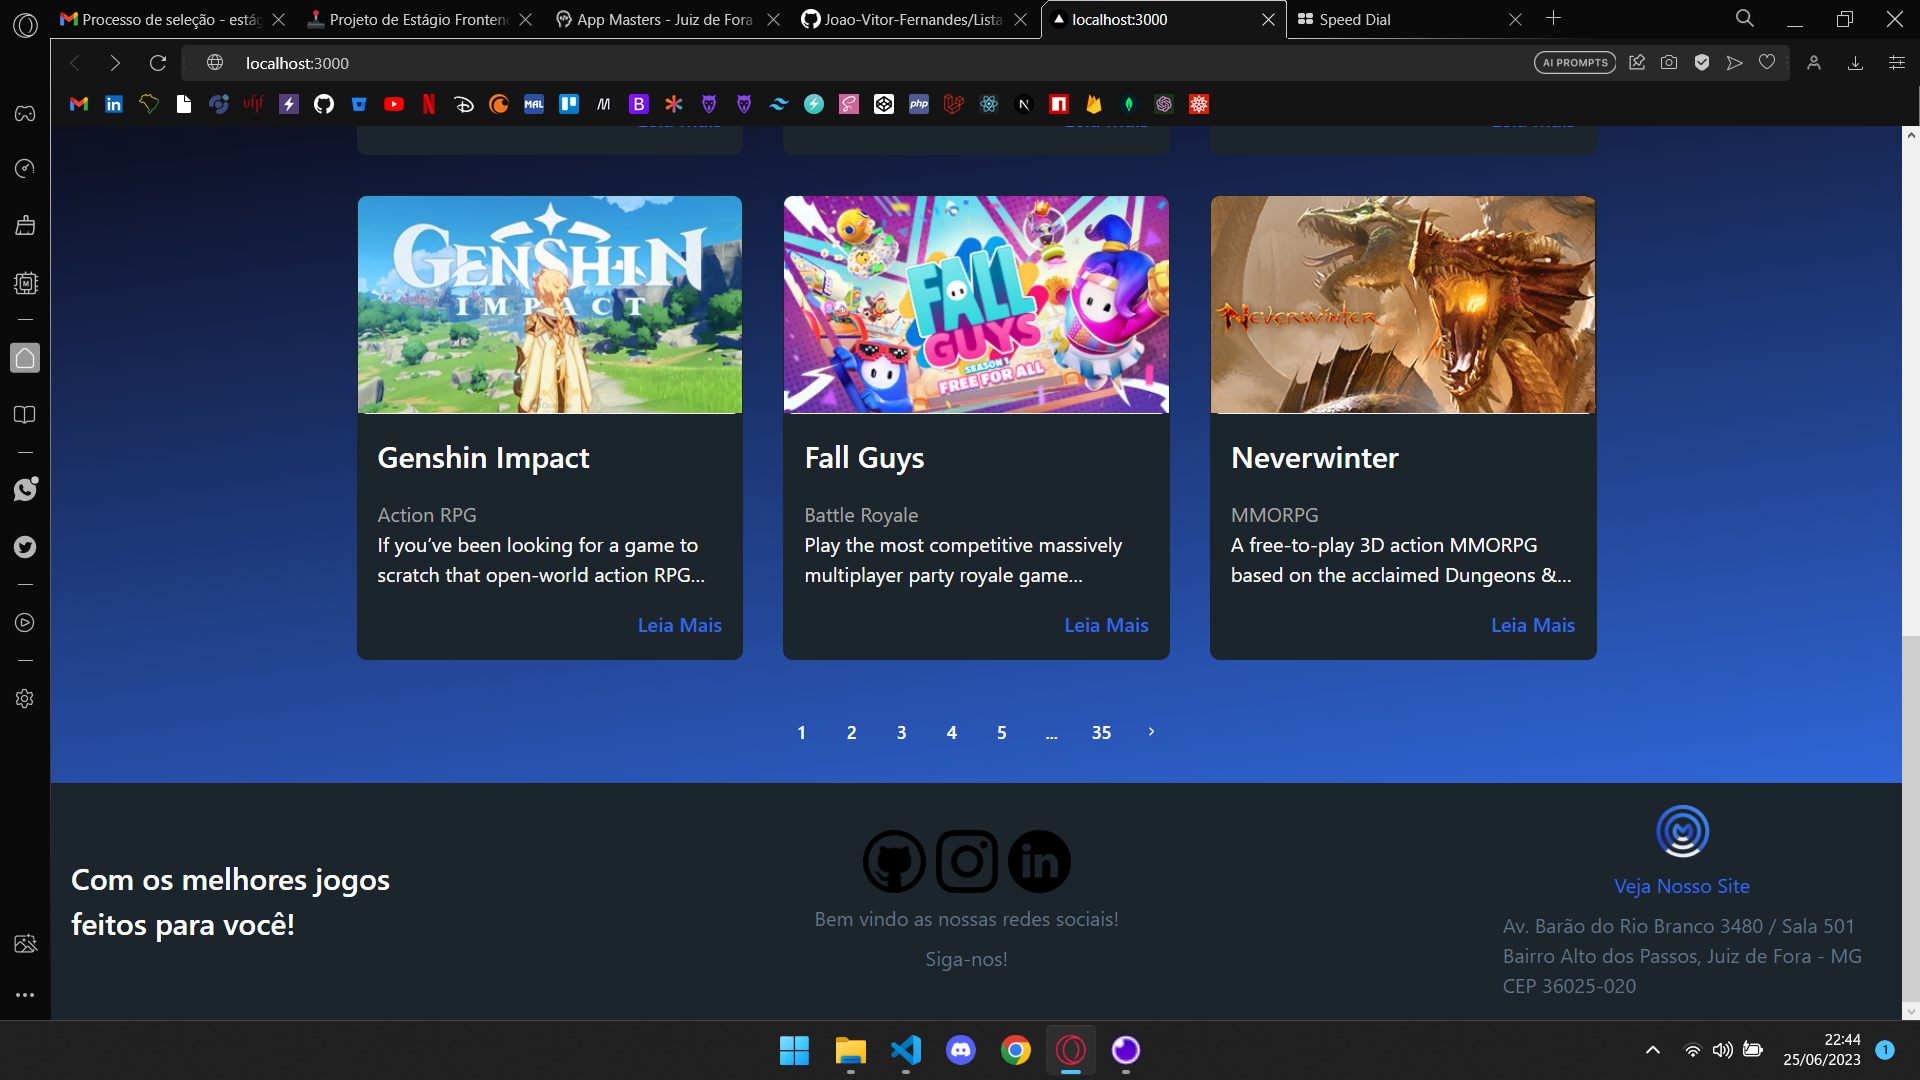 Processo de seleção - estág
Projeto de Estágio Fronten
App Masters - Juiz de Fora
Joao-Vitor-Fernandes/Lista
localhost:3000
Speed Dial
localhost:3000
AI PROMPTS
ufjf
MAL
php
Leia Mais
Leia Mais
Leia Mais
GENSHIN
IMPACT
FALL
GUYS
SEASON 1
FREE FOR ALL
NEVERWINTER
Genshin Impact
Fall Guys
Neverwinter
Action RPG
Battle Royale
MMORPG
If you’ve been looking for a game to
scratch that open-world action RPG...
Play the most competitive massively
multiplayer party royale game...
A free-to-play 3D action MMORPG
based on the acclaimed Dungeons &...
Leia Mais
Leia Mais
Leia Mais
1 2 3 4 5 ... 35 ›
Com os melhores jogos
feitos para você!
in
Bem vindo as nossas redes sociais!
Siga-nos!
Veja Nosso Site
Av. Barão do Rio Branco 3480 / Sala 501
Bairro Alto dos Passos, Juiz de Fora - MG
CEP 36025-020
22:44
25/06/2023
1